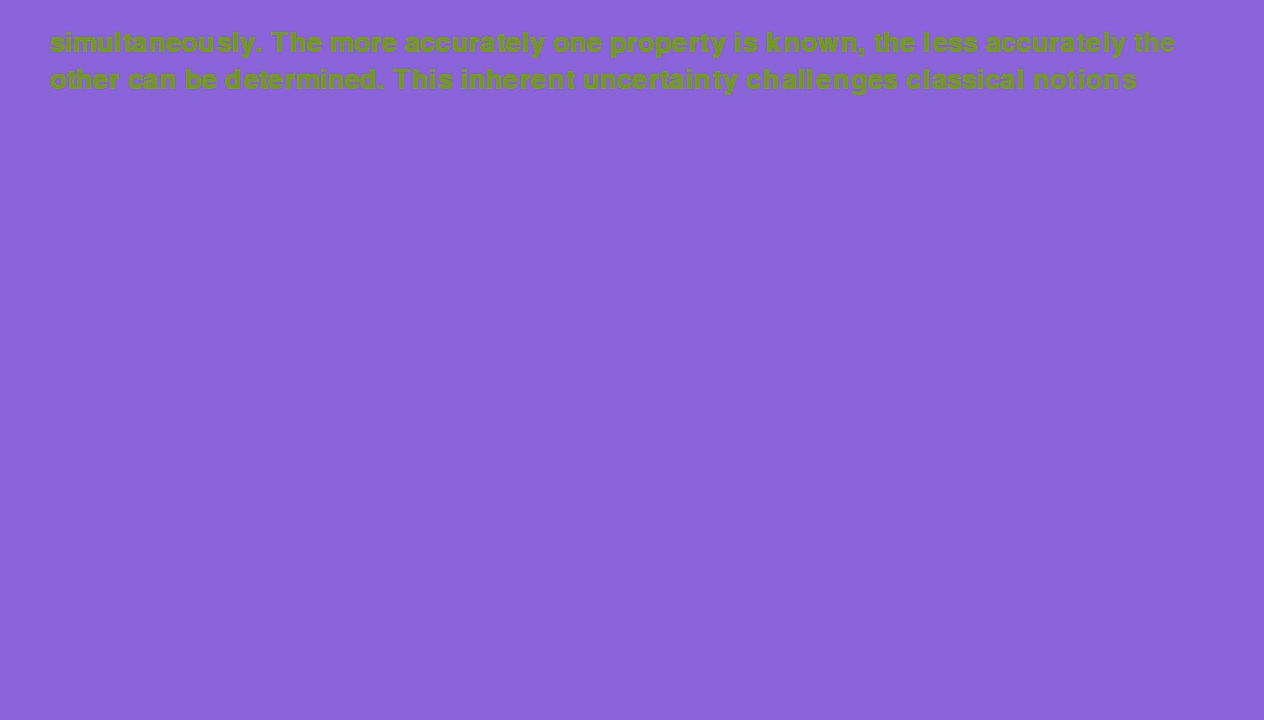 simultaneously. The more accurately one property is known, the less accurately the
other can be determined. This inherent uncertainty challenges classical notions